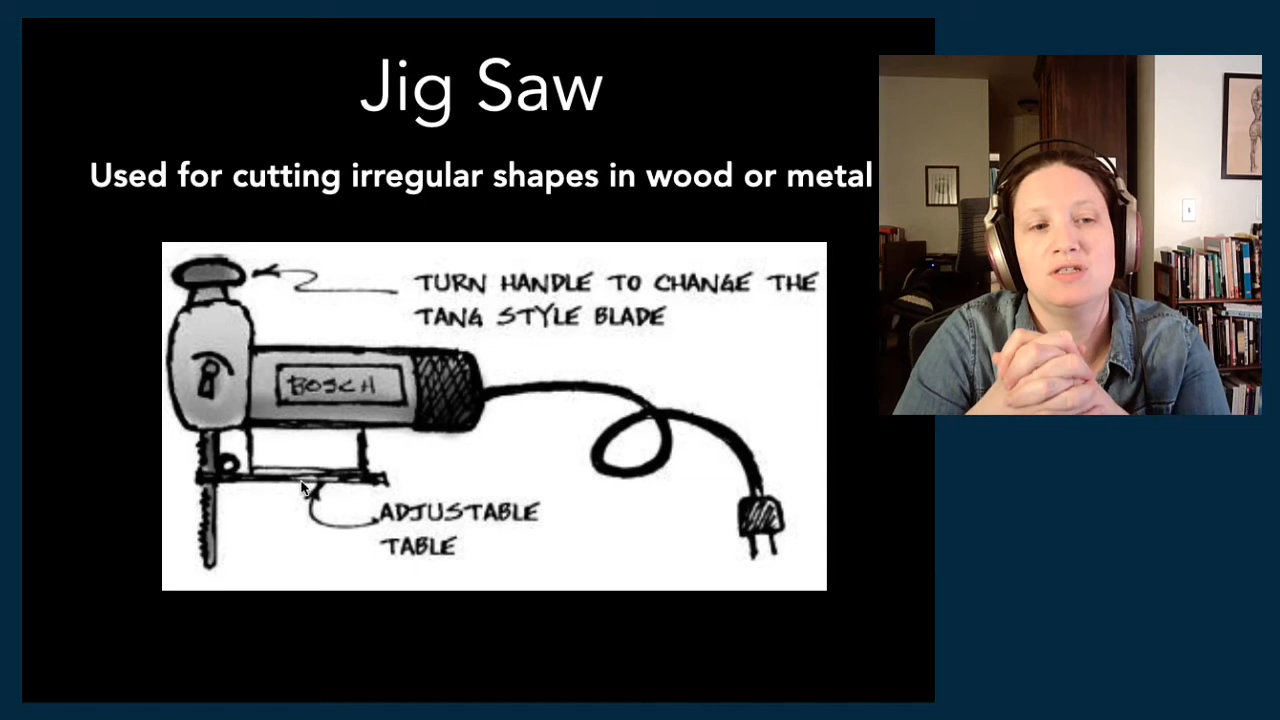 Jig Saw
Used for cutting irregular shapes in wood or metal
TURN HANDLE TO CHANGE THE
TANG STYLE BLADE
BOSCH
ADJUSTABLE
TABLE